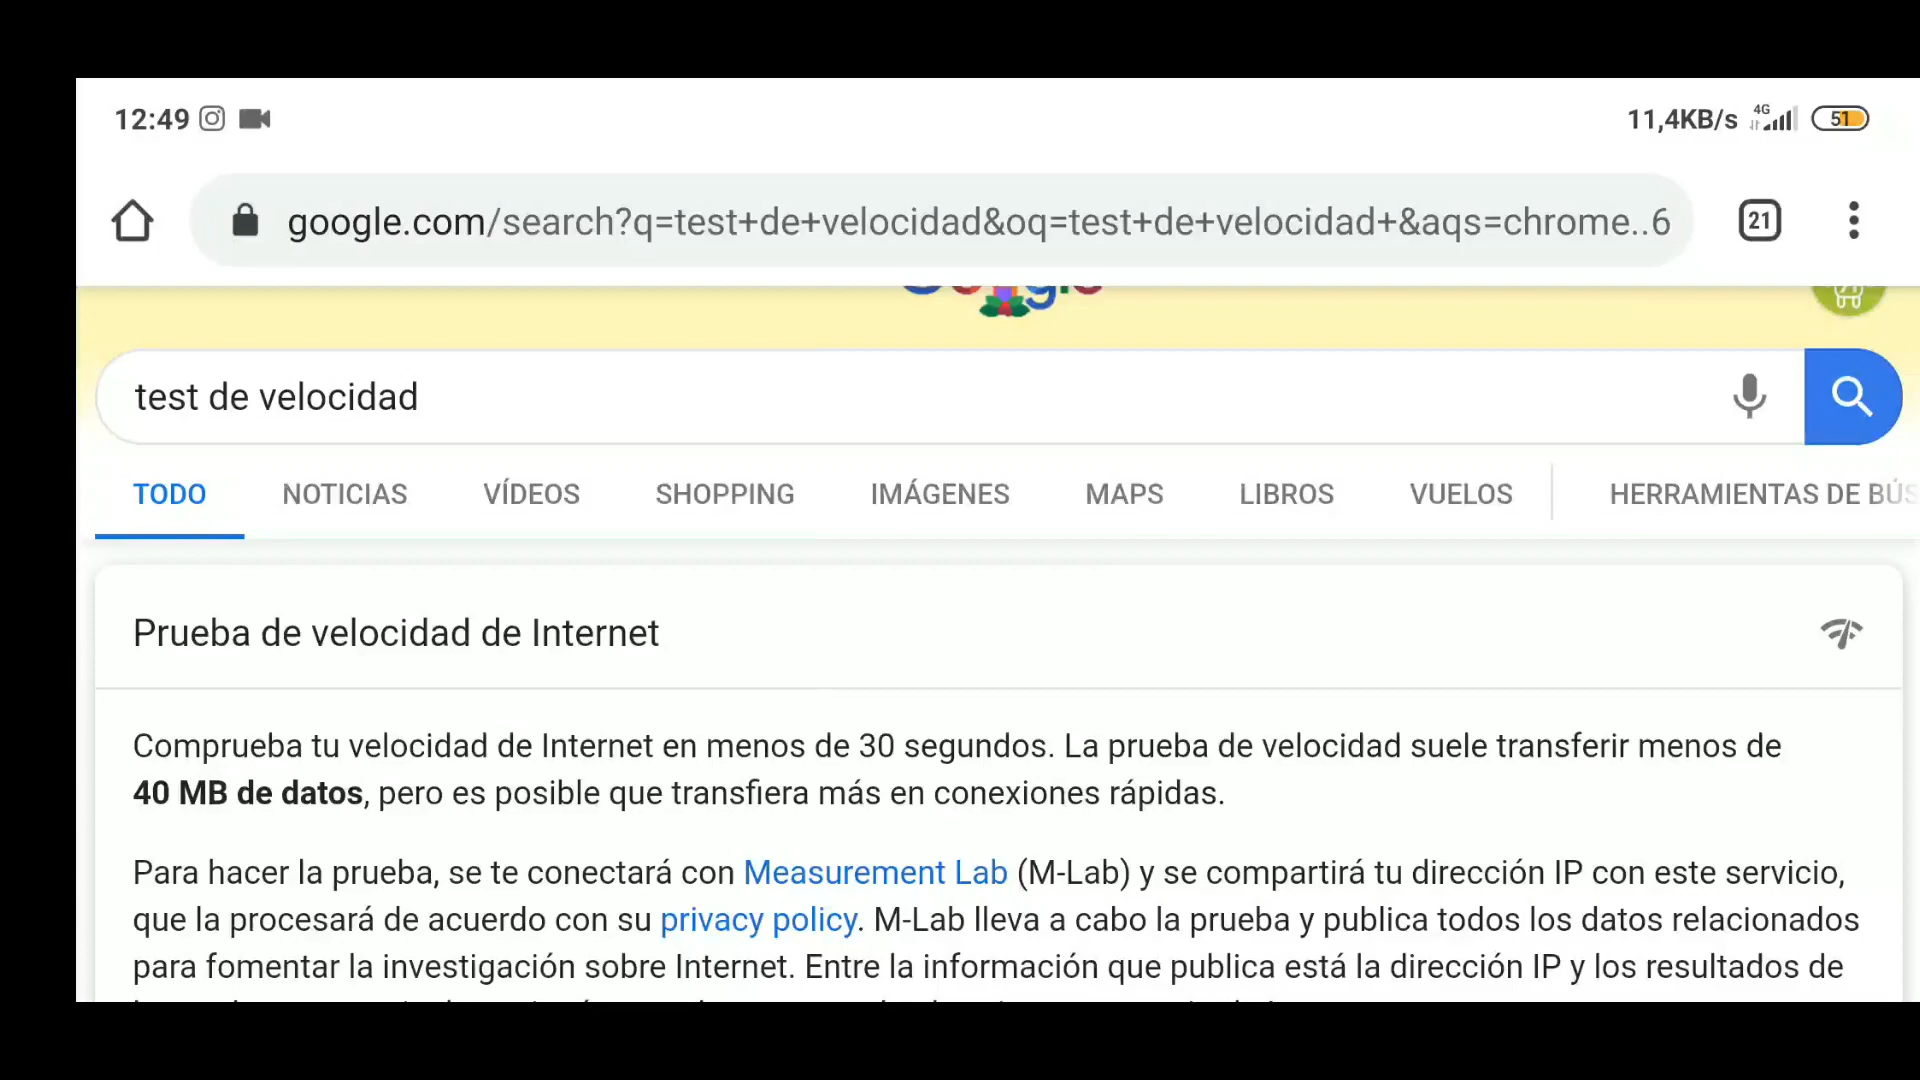 12:49 11,4KB/s 4G 51
google.com/search?q=test+de+velocidad&oq=test+de+velocidad+&aqs=chrome..6 21
test de velocidad
TODO NOTICIAS VÍDEOS SHOPPING IMÁGENES MAPS LIBROS VUELOS HERRAMIENTAS DE BÚS
Prueba de velocidad de Internet
Comprueba tu velocidad de Internet en menos de 30 segundos. La prueba de velocidad suele transferir menos de
40 MB de datos, pero es posible que transfiera más en conexiones rápidas.
Para hacer la prueba, se te conectará con Measurement Lab (M-Lab) y se compartirá tu dirección IP con este servicio,
que la procesará de acuerdo con su privacy policy. M-Lab lleva a cabo la prueba y publica todos los datos relacionados
para fomentar la investigación sobre Internet. Entre la información que publica está la dirección IP y los resultados de